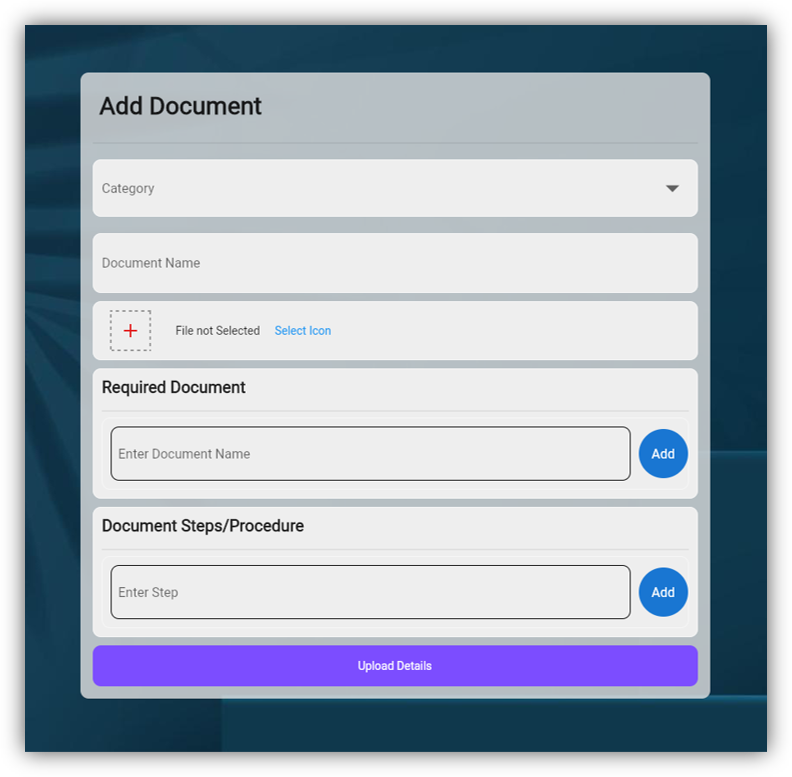 Add Document
Category
Document Name
File not Selected Select Icon
Required Document
Enter Document Name
Add
Document Steps/Procedure
Enter Step
Add
Upload Details